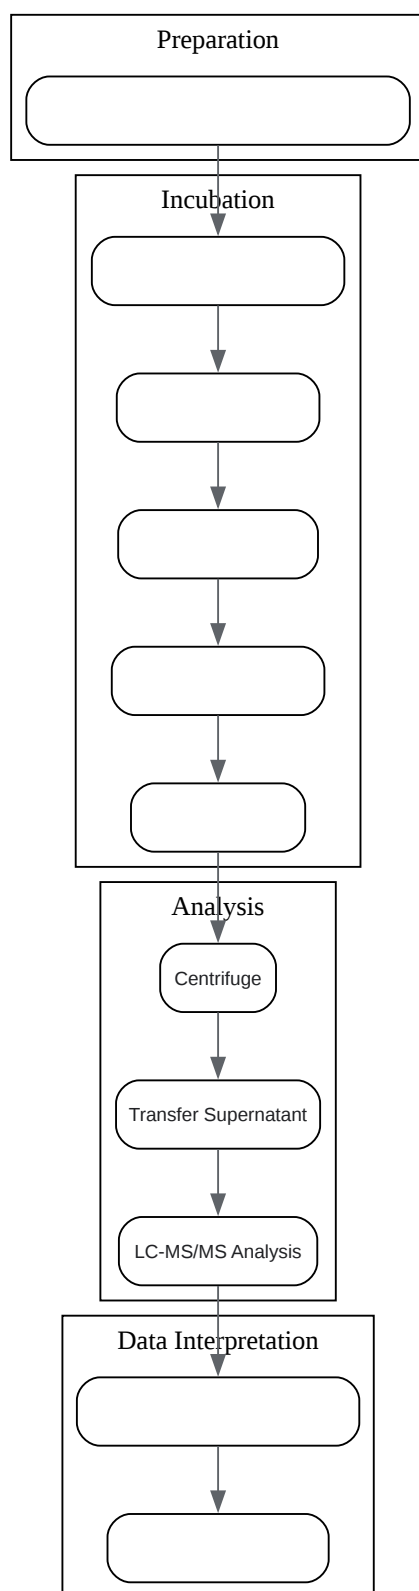 Preparation
Incubation
Analysis
Centrifuge
Transfer Supernatant
LC-MS/MS Analysis
Data Interpretation